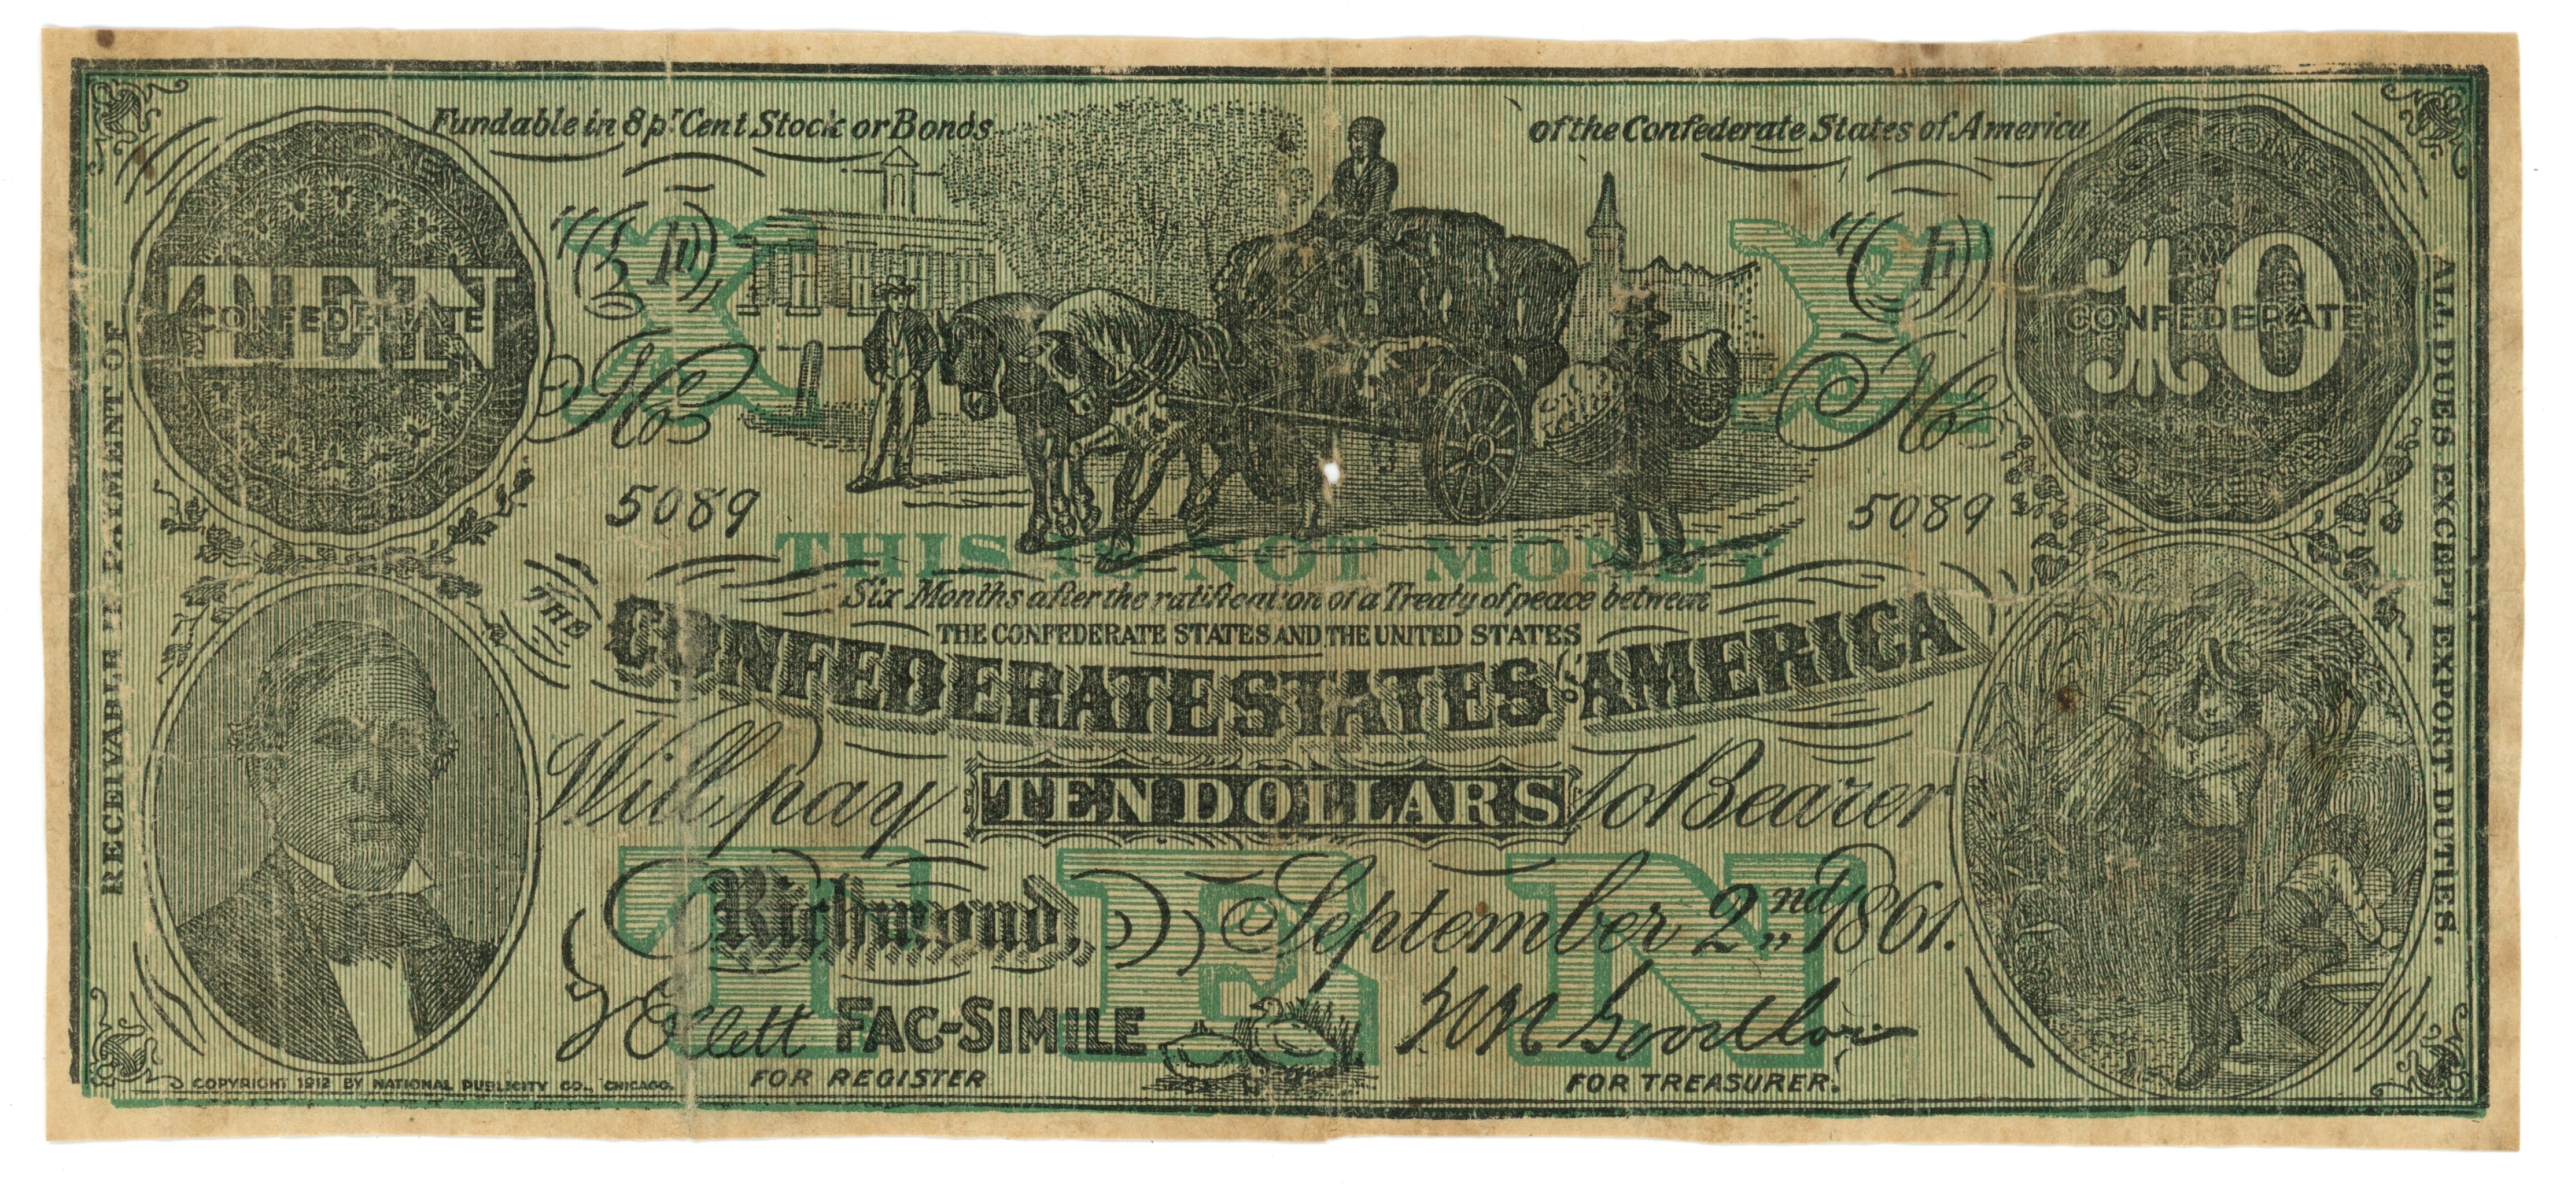 Fundable in 8 pr Cent Stock or Bonds of the Confederate States of America
TEN
CONFEDERATE
10
CONFEDERATE
SOUVENIR
X X
No No
5089 5089
RECEIVABLE IN PAYMENT OF
ALL DUES EXCEPT EXPORT DUTIES.
THIS IS NOT MONEY
Six Months after the ratification of a Treaty of peace between
THE CONFEDERATE STATES AND THE UNITED STATES
THE CONFEDERATE STATES OF AMERICA
Will pay TEN DOLLARS To Bearer
TEN
Richmond, September 2nd 1861.
FAC-SIMILE
FOR REGISTER FOR TREASURER.
COPYRIGHT 1912 BY NATIONAL PUBLICITY CO., CHICAGO.